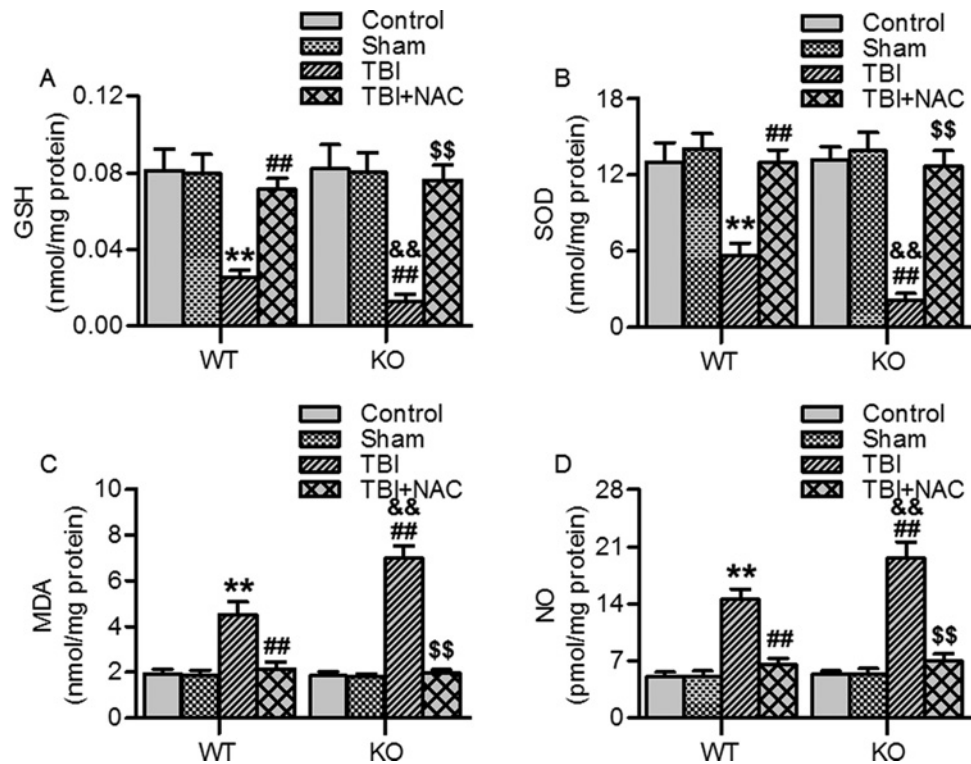 Control
Sham
TBI
TBI+NAC
A
0.12
0.08
0.04
0.00
GSH
(nmol/mg protein)
**
##
&&
##
$$
WT
KO
Control
Sham
TBI
TBI+NAC
B
18
12
6
0
SOD
(nmol/mg protein)
**
##
&&
##
$$
WT
KO
Control
Sham
TBI
TBI+NAC
C
10
8
6
4
2
0
MDA
(nmol/mg protein)
**
##
&&
##
$$
WT
KO
Control
Sham
TBI
TBI+NAC
D
28
21
14
7
0
NO
(pmol/mg protein)
**
##
&&
##
$$
WT
KO